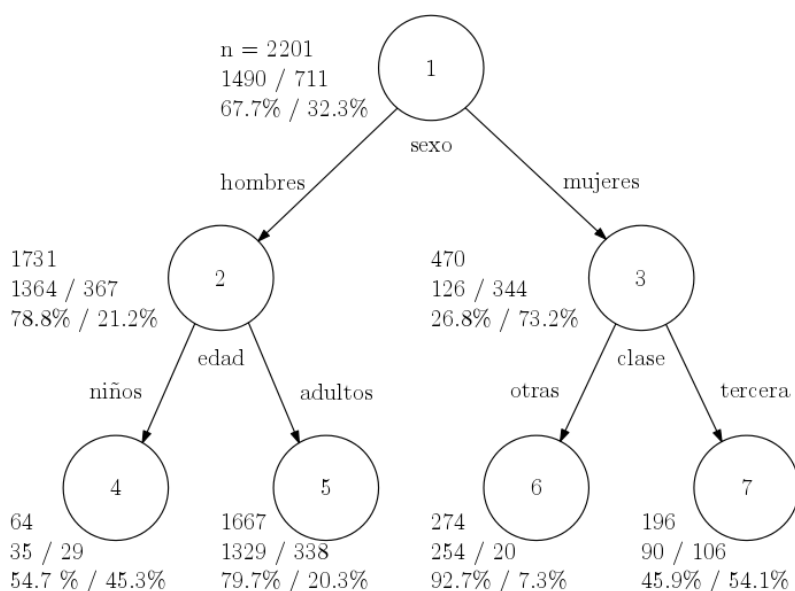 n = 2201
1490 / 711
67.7% / 32.3%
1
sexo
hombres
mujeres
1731
1364 / 367
78.8% / 21.2%
2
edad
470
126 / 344
26.8% / 73.2%
3
clase
niños
adultos
otras
tercera
64
35 / 29
54.7 % / 45.3%
4
1667
1329 / 338
79.7% / 20.3%
5
274
254 / 20
92.7% / 7.3%
6
196
90 / 106
45.9% / 54.1%
7